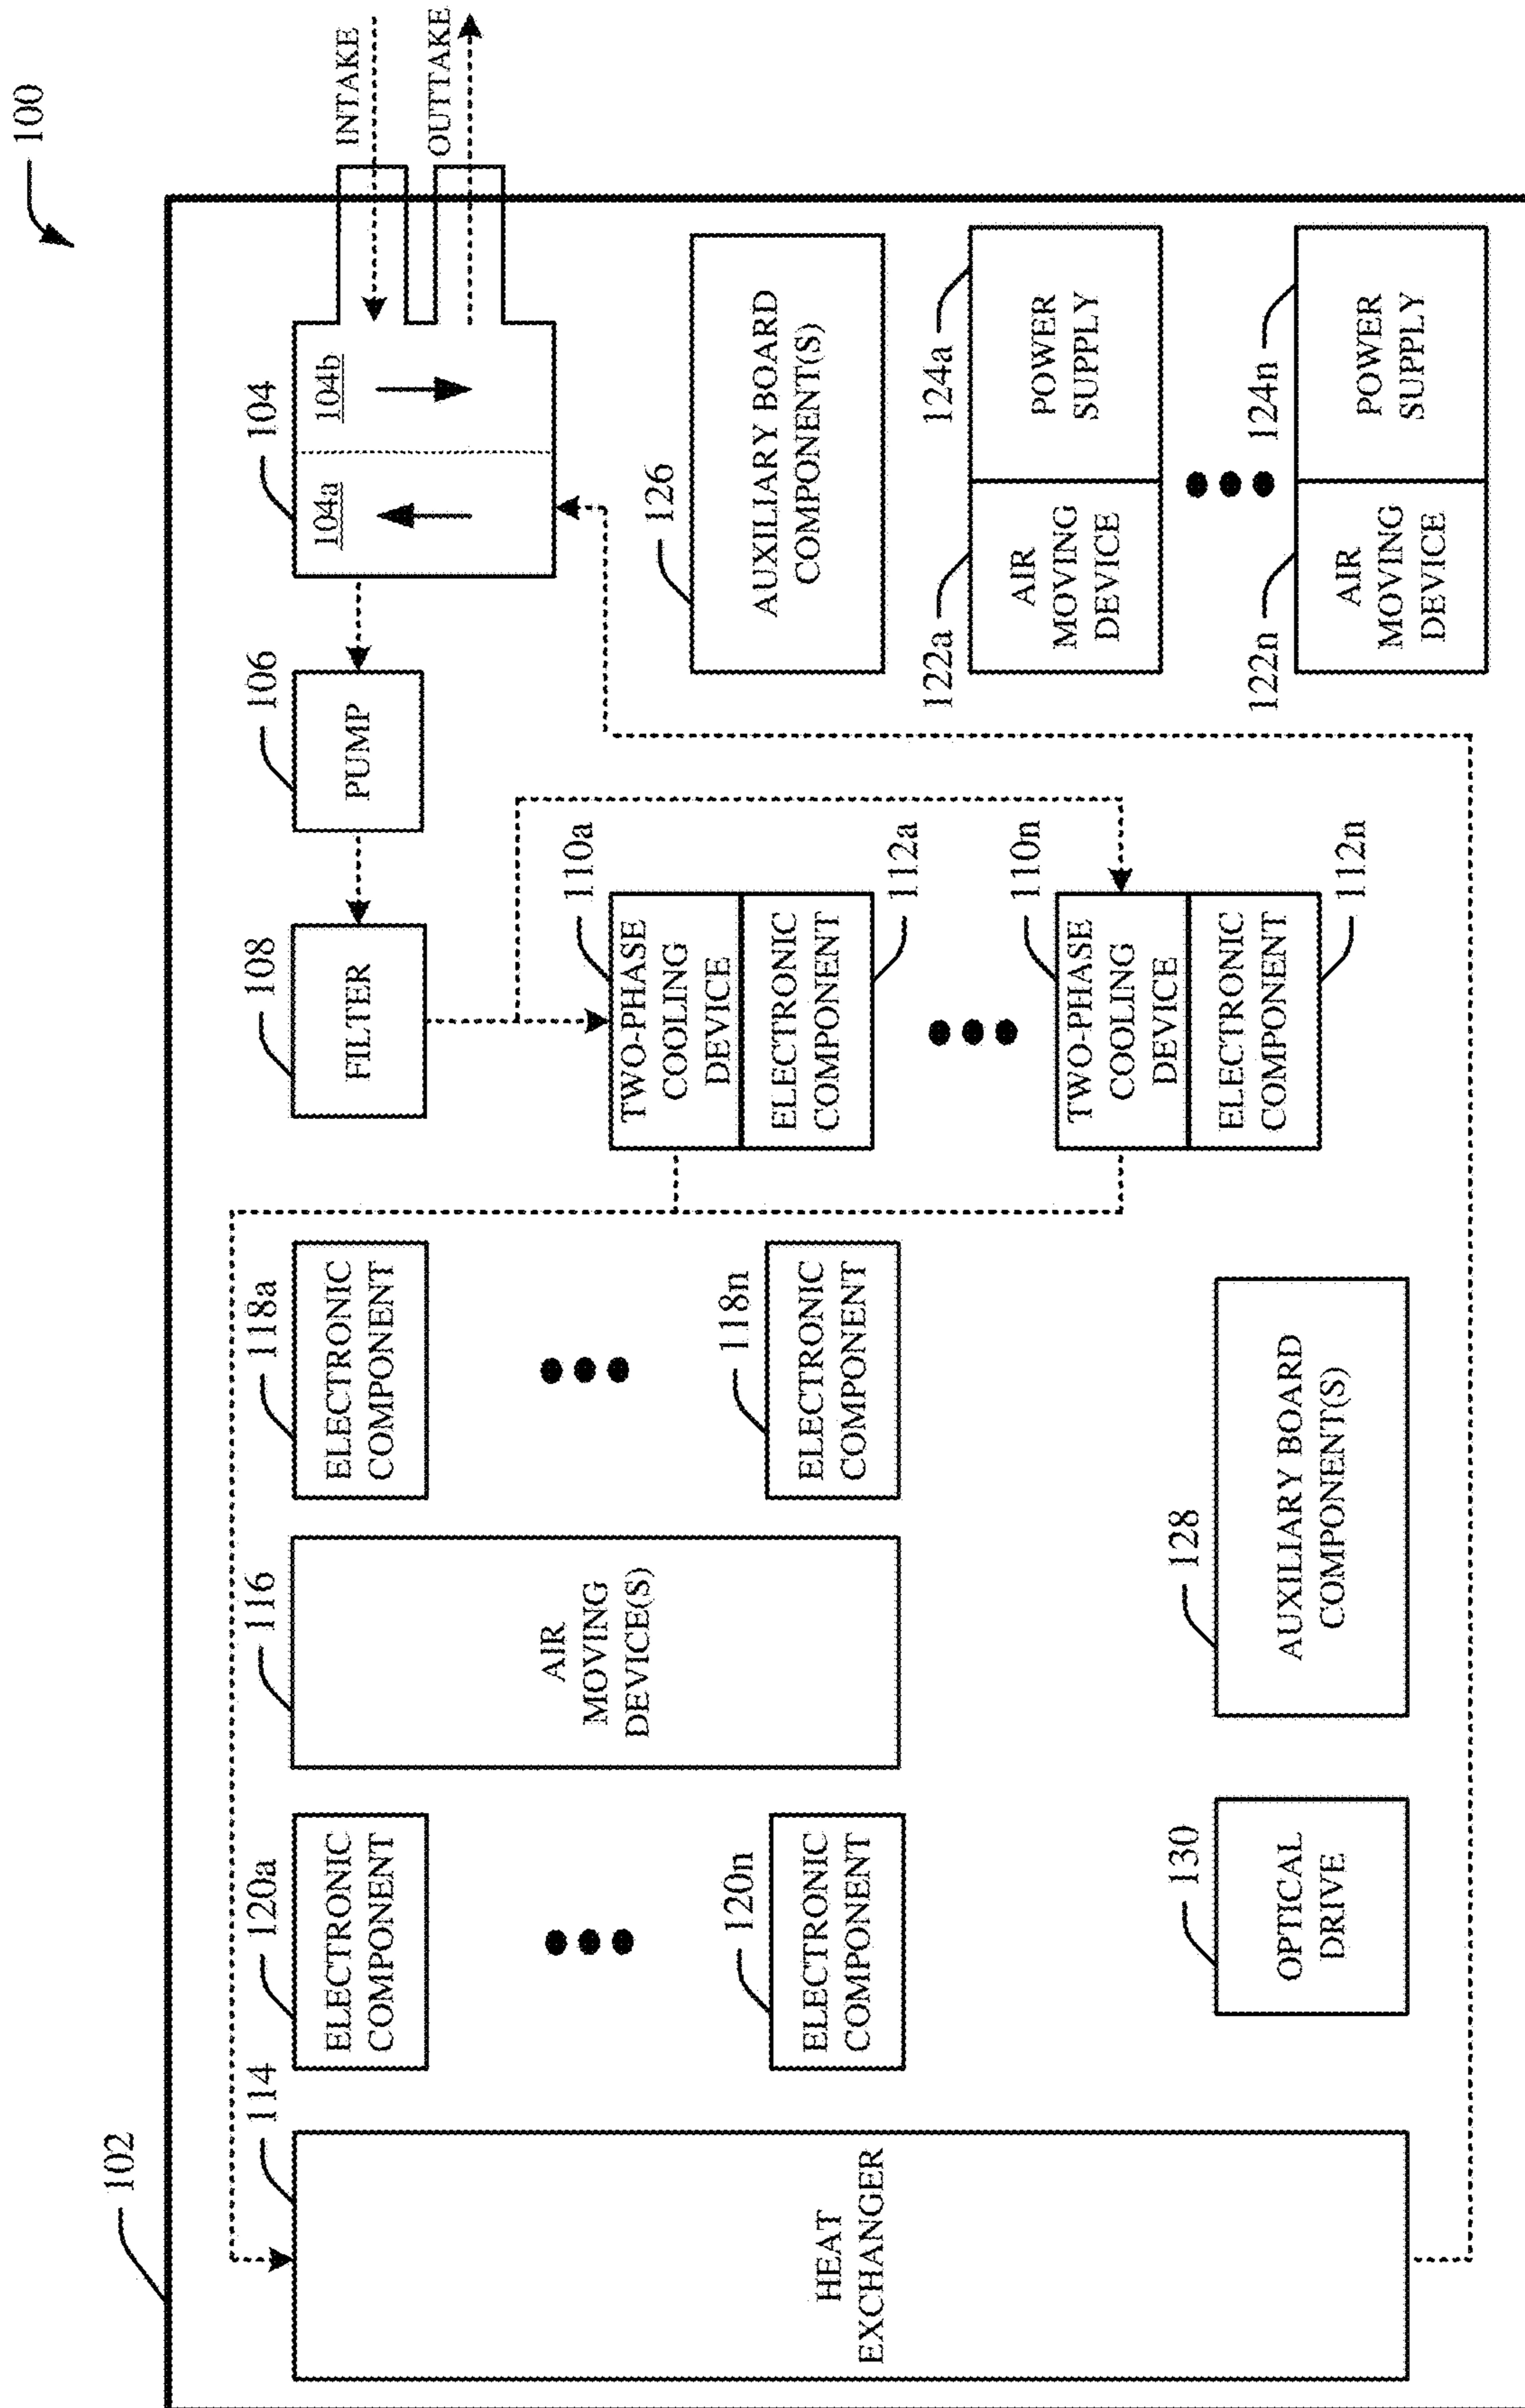 100
102
INTAKE
OUTTAKE
104
104a
104b
106
PUMP
108
FILTER
110a
TWO-PHASE
COOLING
DEVICE
ELECTRONIC
COMPONENT
112a
110n
TWO-PHASE
COOLING
DEVICE
ELECTRONIC
COMPONENT
112n
118a
ELECTRONIC
COMPONENT
118n
ELECTRONIC
COMPONENT
116
AIR
MOVING
DEVICE(S)
120a
ELECTRONIC
COMPONENT
120n
ELECTRONIC
COMPONENT
114
HEAT
EXCHANGER
126
AUXILIARY BOARD
COMPONENT(S)
122a
AIR
MOVING
DEVICE
124a
POWER
SUPPLY
122n
AIR
MOVING
DEVICE
124n
POWER
SUPPLY
128
AUXILIARY BOARD
COMPONENT(S)
130
OPTICAL
DRIVE